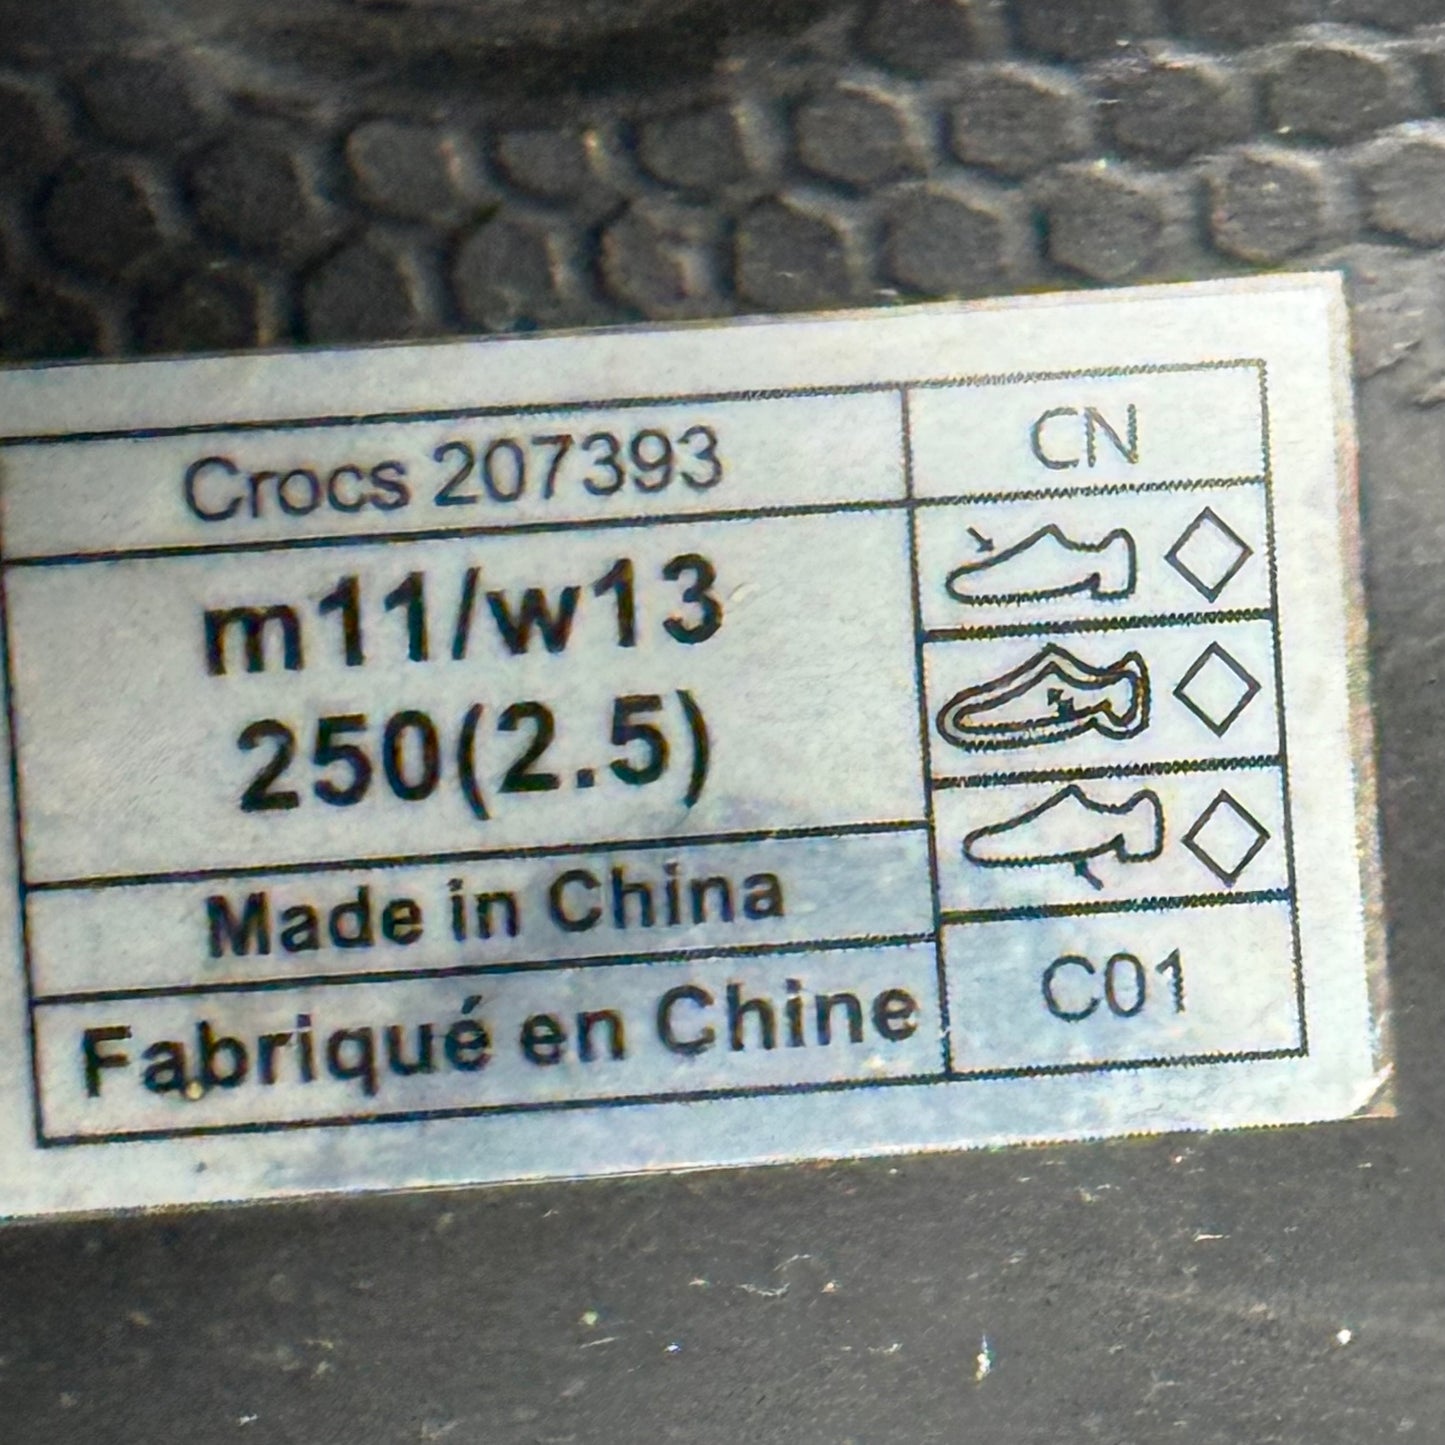 Crocs 207393
CN
m11/w13
250(2.5)
Made in China
Fabriqué en Chine
C01